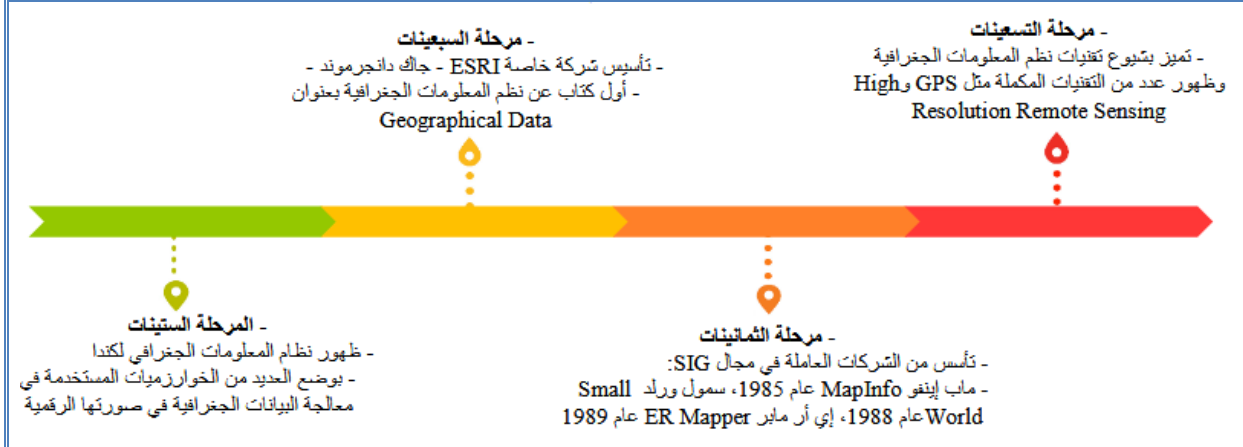 - المرحلة الستينات
- ظهور نظام المعلومات الجغرافي لكندا
- بوضع العديد من الخوارزميات المستخدمة في
معالجة البيانات الجغرافية في صورتها الرقمية
- مرحلة السبعينات
- تأسيس شركة خاصة ESRI - جاك دانجرموند -
- أول كتاب عن نظم المعلومات الجغرافية بعنوان
Geographical Data
- مرحلة الثمانينات
- تأسس من الشركات العاملة في مجال SIG:
- ماب إينفو MapInfo عام 1985، سمول ورلد Small
World عام 1988، إي أر مابر ER Mapper عام 1989
- مرحلة التسعينات
- تميز بشيوع تقنيات نظم المعلومات الجغرافية
وظهور عدد من التقنيات المكملة مثل GPS وHigh
Resolution Remote Sensing